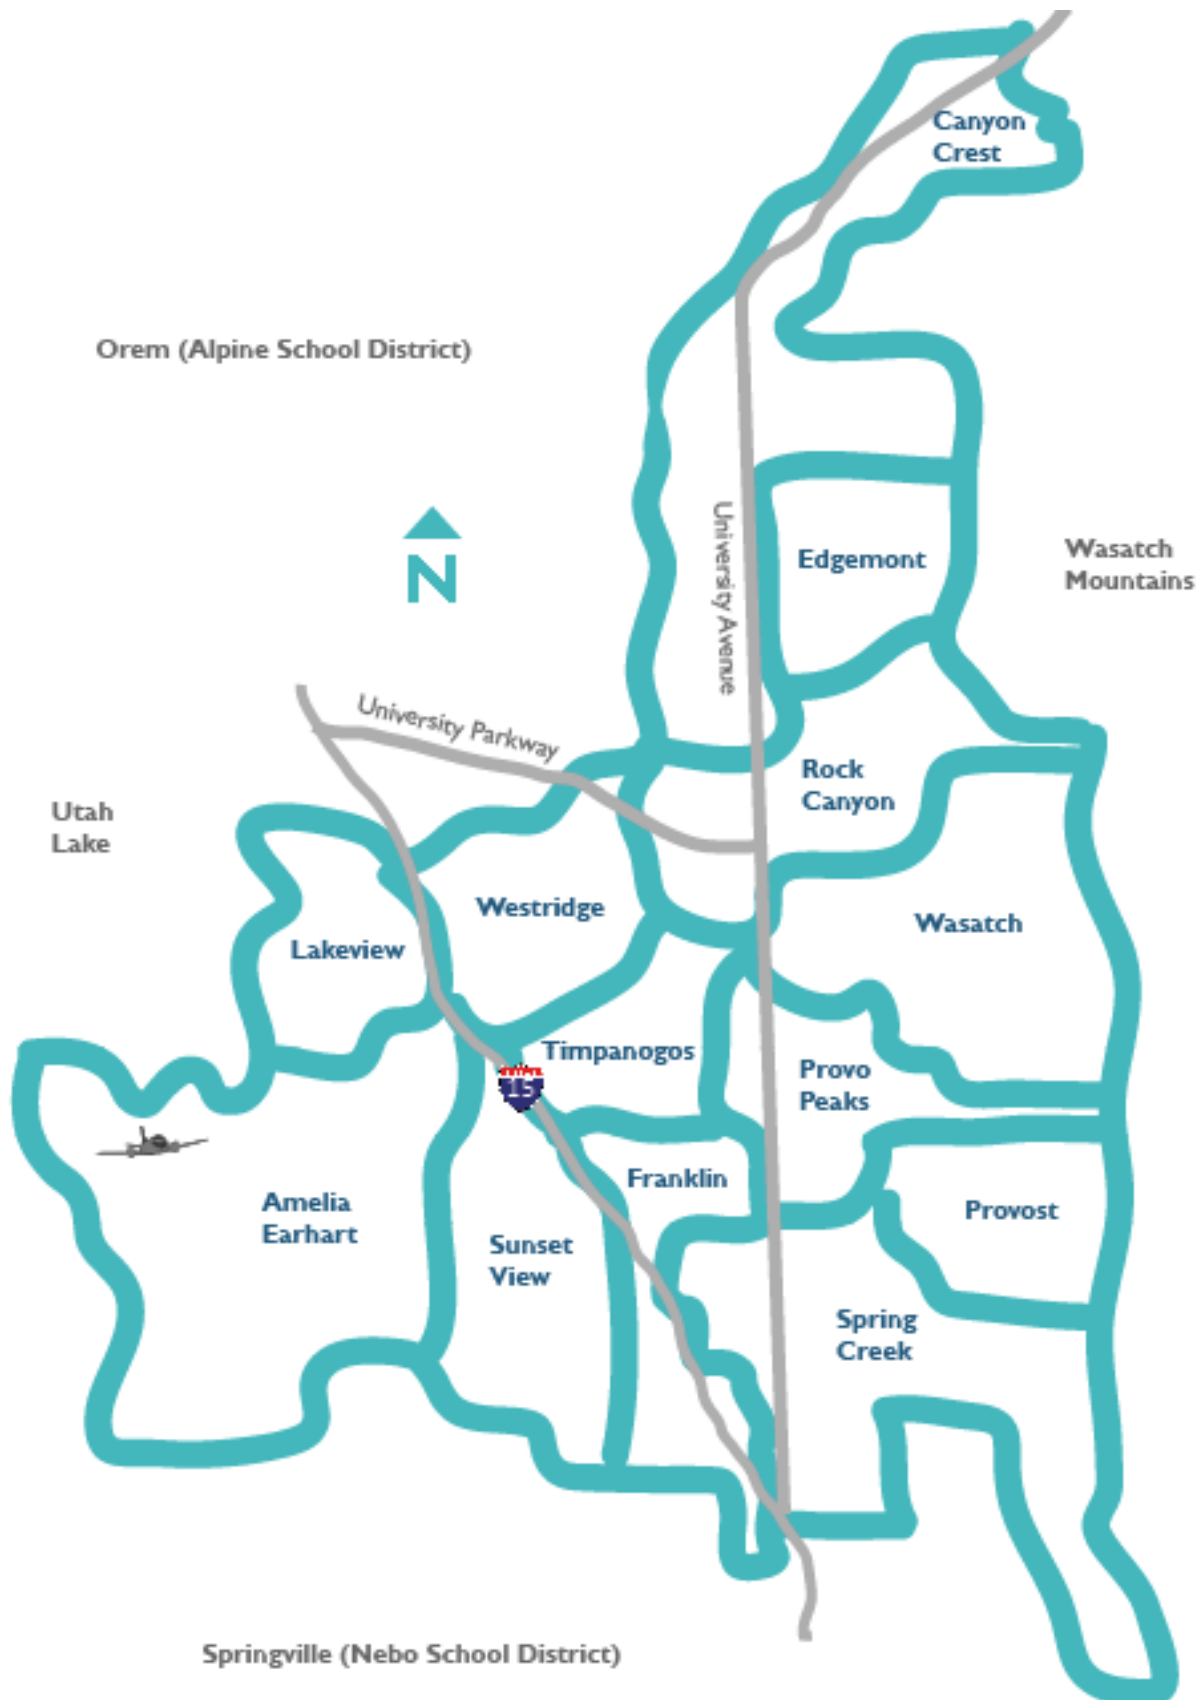 Canyon
Crest
Orem (Alpine School District)
N
University Avenue
Edgemont
Wasatch
Mountains
University Parkway
Rock
Canyon
Utah
Lake
Westridge
Wasatch
Lakeview
Timpanogos
Provo
Peaks
15
Franklin
Amelia
Earhart
Provost
Sunset
View
Spring
Creek
Springville (Nebo School District)